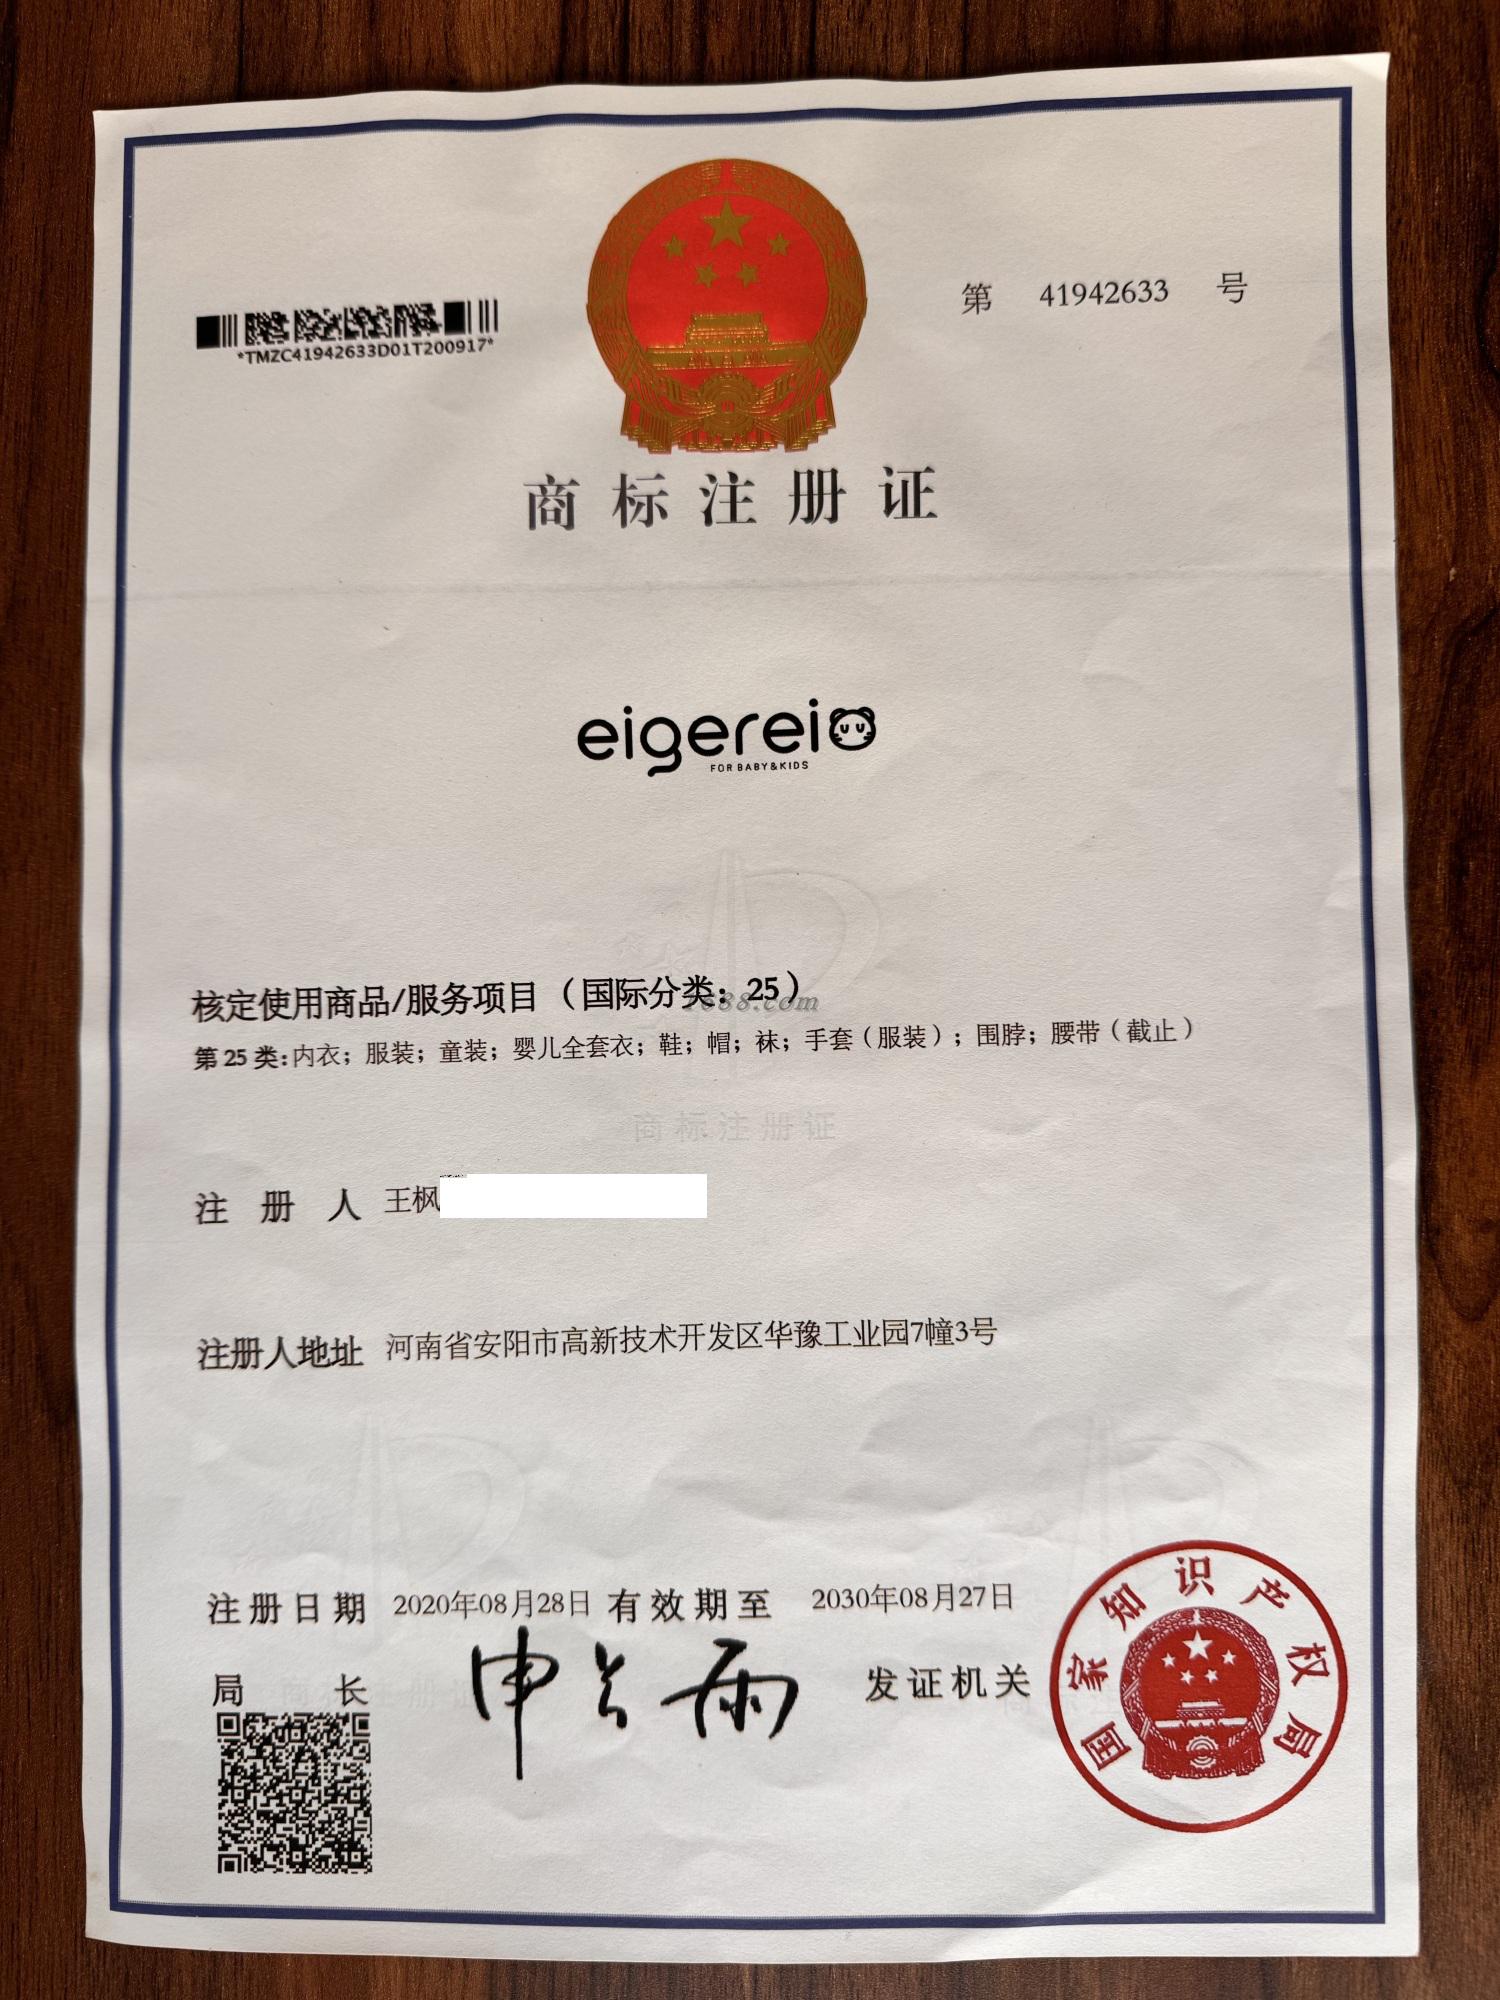 第 41942633 号
*TMZC41942633D01T200917*
商标注册证
eigerei
FOR BABY&KIDS
核定使用商品/服务项目（国际分类：25）
1688.com
第25类:内衣；服装；童装；婴儿全套衣；鞋；帽；袜；手套（服装）；围脖；腰带（截止）
商标注册证
注册人 王枫
注册人地址 河南省安阳市高新技术开发区华豫工业园7幢3号
注册日期 2020年08月28日 有效期至 2030年08月27日
局长 申长雨 发证机关
国家知识产权局